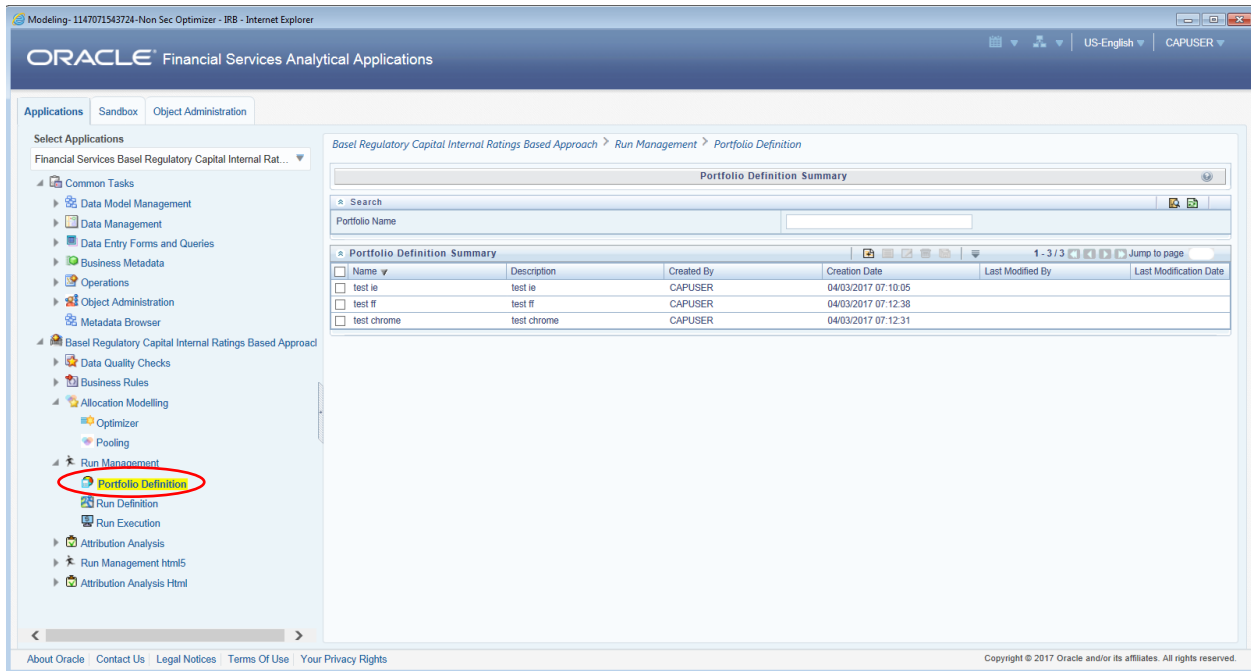 Modeling- 1147071543724-Non Sec Optimizer - IRB - Internet Explorer
ORACLE Financial Services Analytical Applications
US-English CAPUSER
Applications Sandbox Object Administration
Select Applications
Financial Services Basel Regulatory Capital Internal Rat...
Common Tasks
Data Model Management
Data Management
Data Entry Forms and Queries
Business Metadata
Operations
Object Administration
Metadata Browser
Basel Regulatory Capital Internal Ratings Based Approacl
Data Quality Checks
Business Rules
Allocation Modelling
Optimizer
Pooling
Run Management
Portfolio Definition
Run Definition
Run Execution
Attribution Analysis
Run Management html5
Attribution Analysis Html
Basel Regulatory Capital Internal Ratings Based Approach > Run Management > Portfolio Definition
Portfolio Definition Summary
Search
Portfolio Name
Portfolio Definition Summary 1 - 3 / 3 Jump to page
Name Description Created By Creation Date Last Modified By Last Modification Date
test ie test ie CAPUSER 04/03/2017 07:10:05
test ff test ff CAPUSER 04/03/2017 07:12:38
test chrome test chrome CAPUSER 04/03/2017 07:12:31
About Oracle Contact Us Legal Notices Terms Of Use Your Privacy Rights
Copyright © 2017 Oracle and/or its affiliates. All rights reserved.